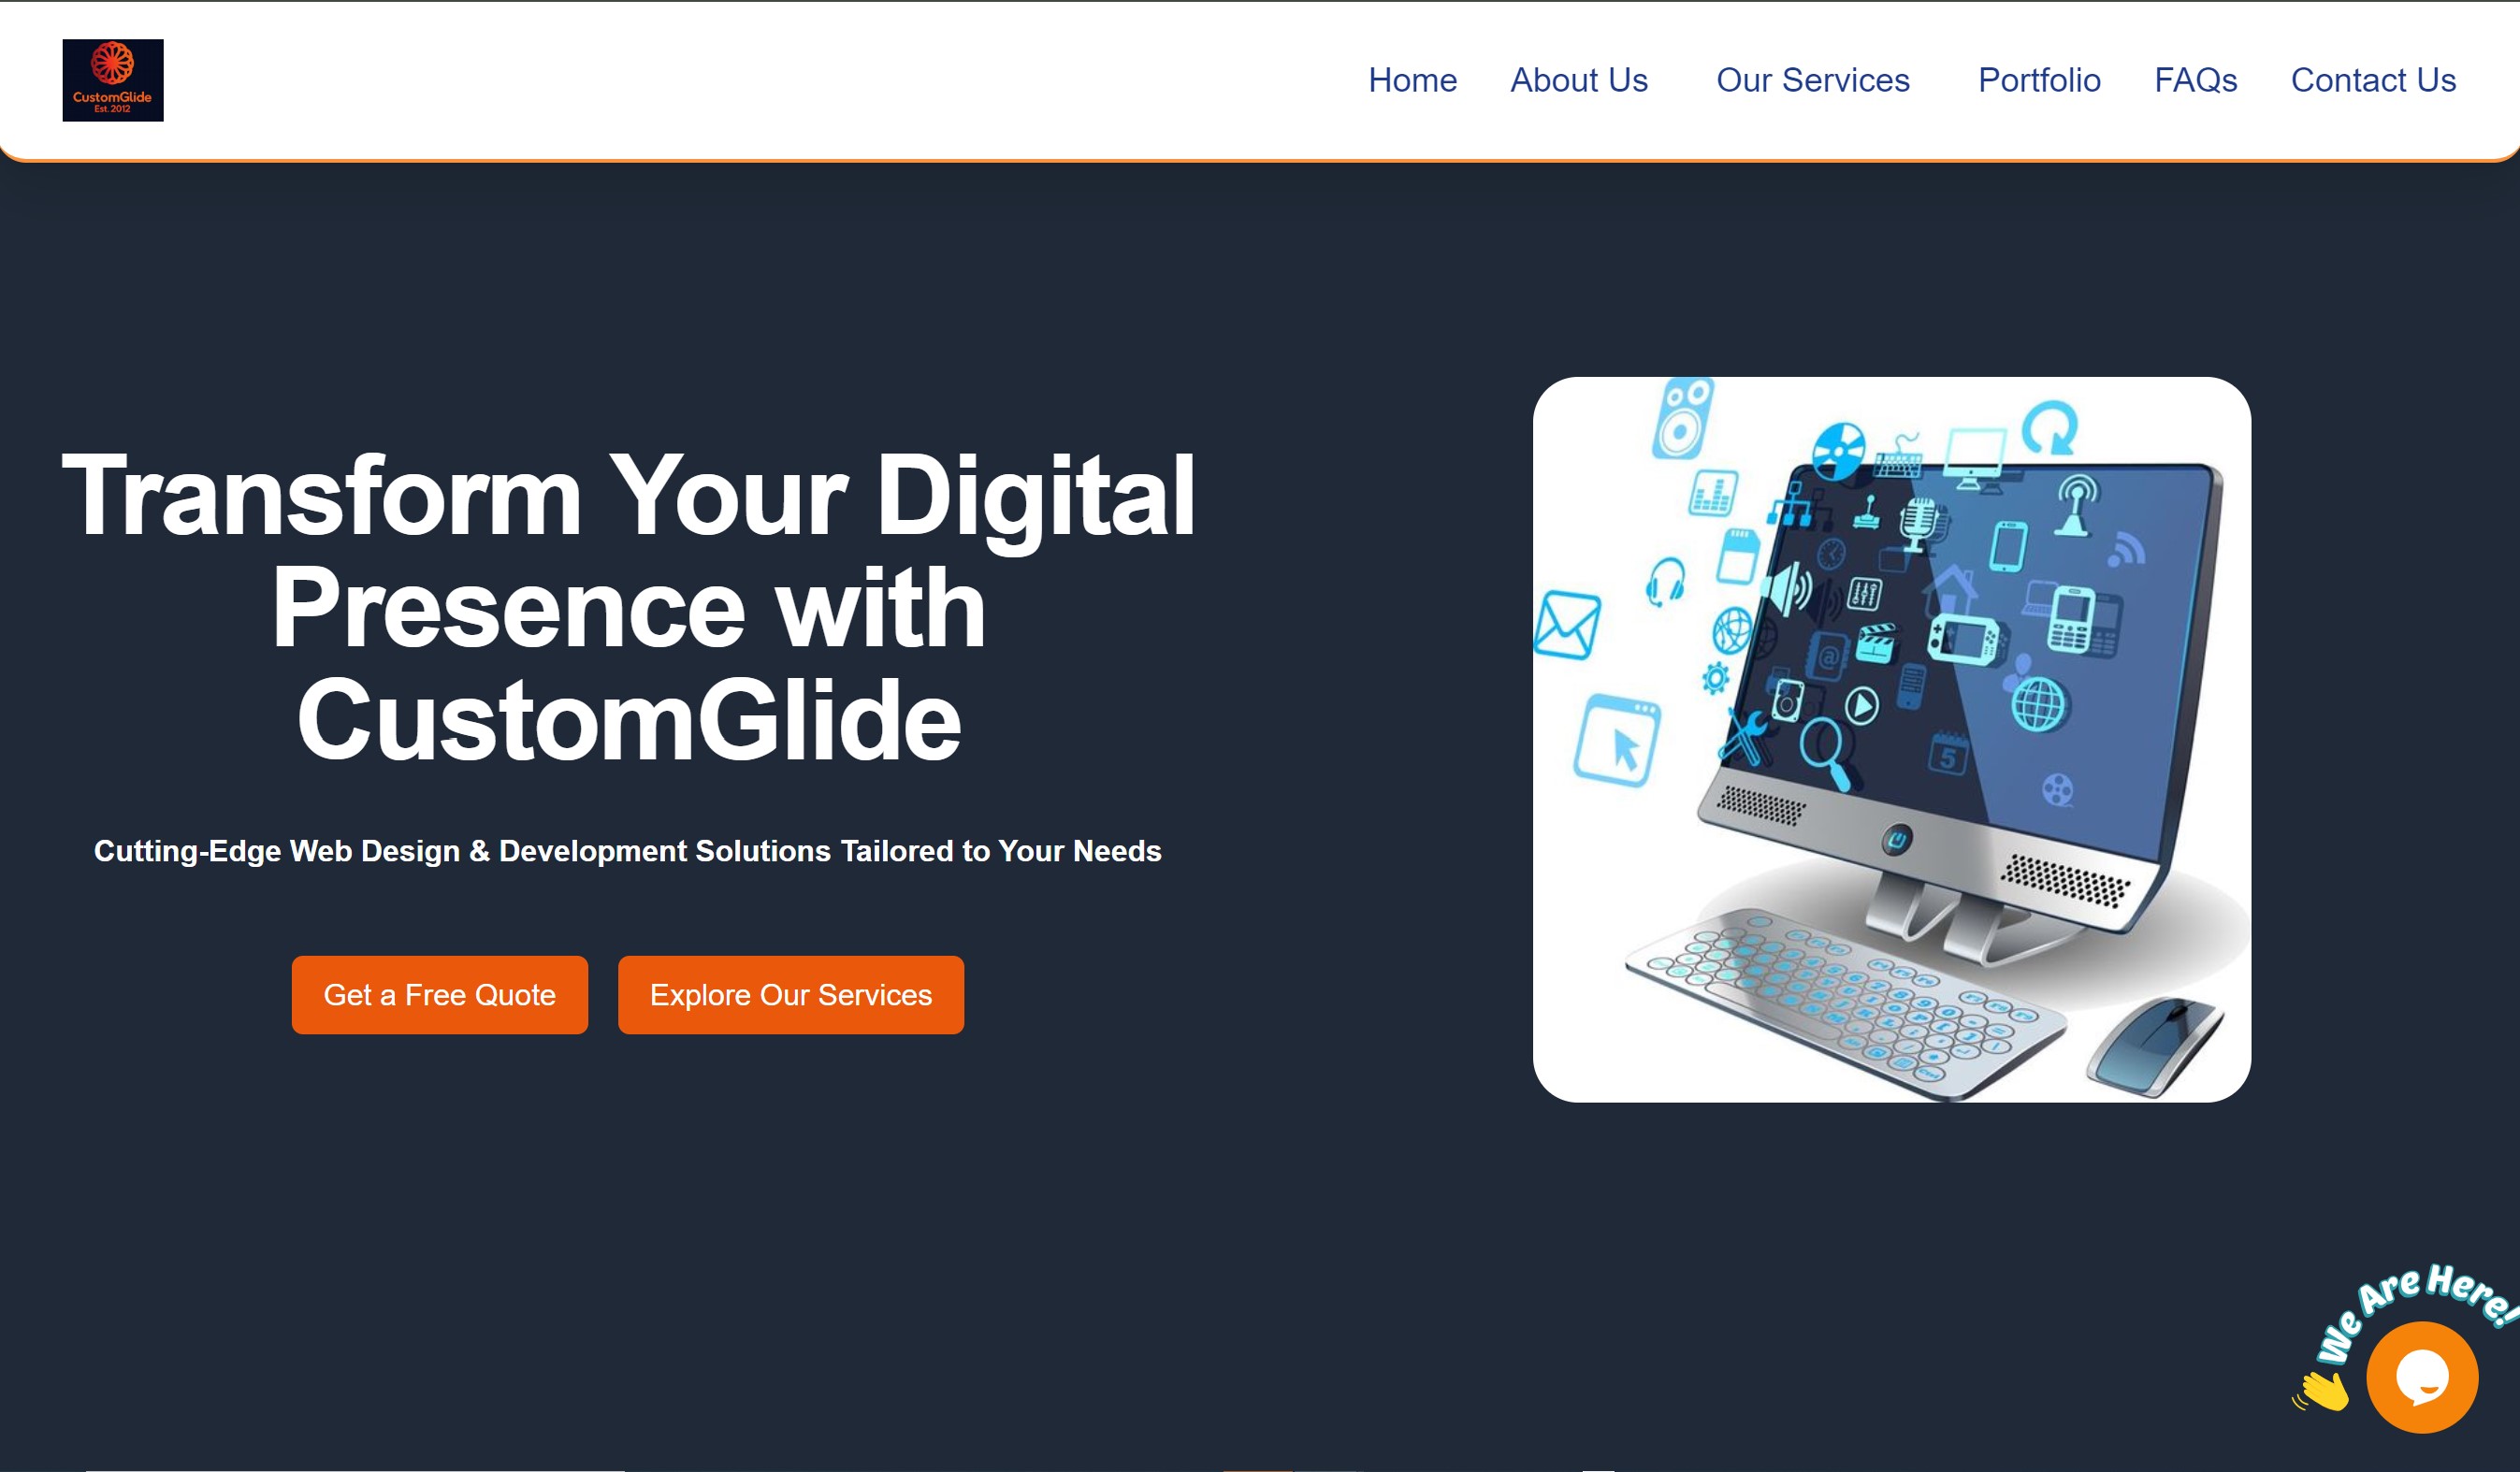 CustomGlide
Est. 2012
Home About Us Our Services Portfolio FAQs Contact Us
Transform Your Digital
Presence with
CustomGlide
Cutting-Edge Web Design & Development Solutions Tailored to Your Needs
Get a Free Quote Explore Our Services
5
@
We Are Here!